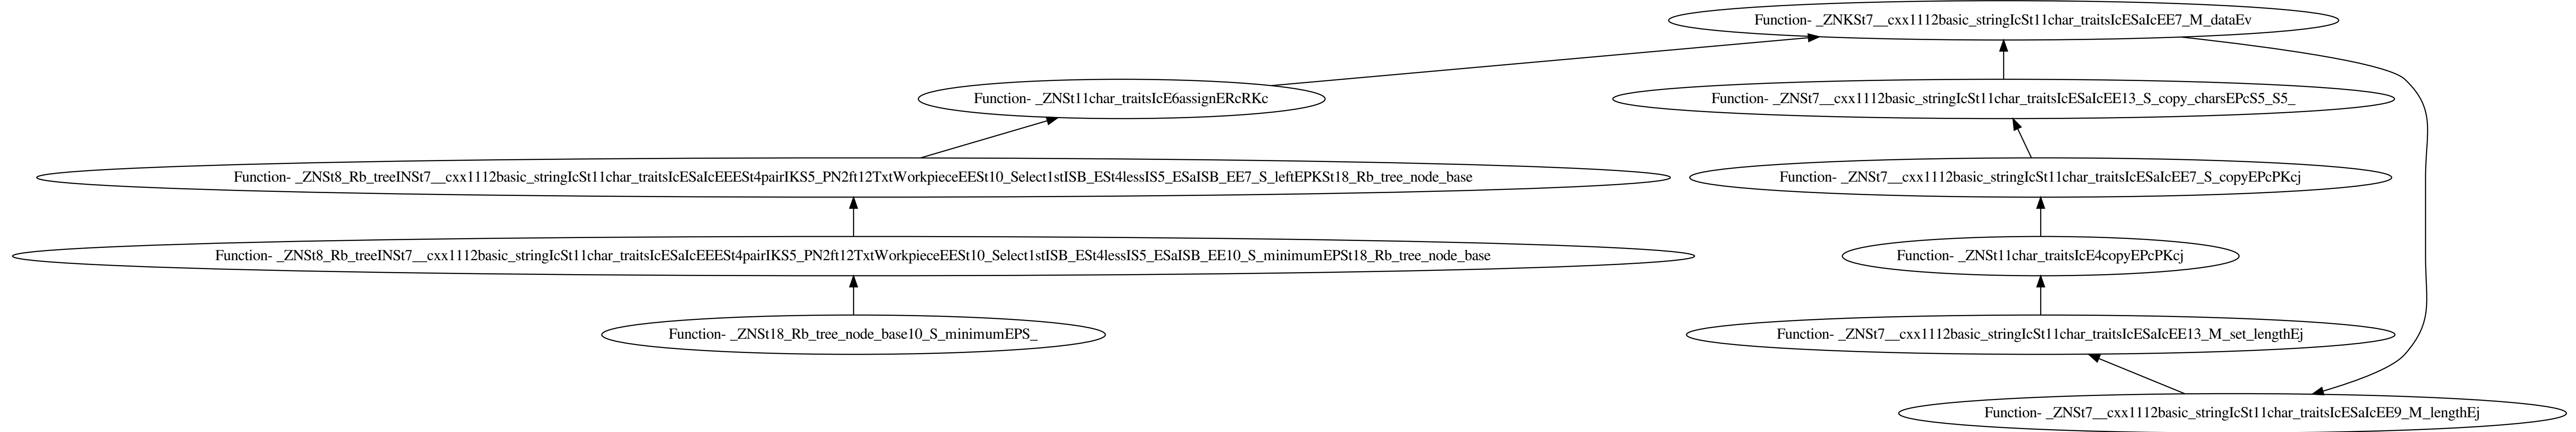 Function- _ZNKSt7__cxx1112basic_stringIcSt11char_traitsIcESaIcEE7_M_dataEv
Function- _ZNSt11char_traitsIcE6assignERcRKc
Function- _ZNSt7__cxx1112basic_stringIcSt11char_traitsIcESaIcEE13_S_copy_charsEPcS5_S5_
Function- _ZNSt8_Rb_treeINSt7__cxx1112basic_stringIcSt11char_traitsIcESaIcEEESt4pairIKS5_PN2ft12TxtWorkpieceEESt10_Select1stISB_ESt4lessIS5_ESaISB_EE7_S_leftEPKSt18_Rb_tree_node_base
Function- _ZNSt7__cxx1112basic_stringIcSt11char_traitsIcESaIcEE7_S_copyEPcPKcj
Function- _ZNSt8_Rb_treeINSt7__cxx1112basic_stringIcSt11char_traitsIcESaIcEEESt4pairIKS5_PN2ft12TxtWorkpieceEESt10_Select1stISB_ESt4lessIS5_ESaISB_EE10_S_minimumEPSt18_Rb_tree_node_base
Function- _ZNSt11char_traitsIcE4copyEPcPKcj
Function- _ZNSt18_Rb_tree_node_base10_S_minimumEPS_
Function- _ZNSt7__cxx1112basic_stringIcSt11char_traitsIcESaIcEE13_M_set_lengthEj
Function- _ZNSt7__cxx1112basic_stringIcSt11char_traitsIcESaIcEE9_M_lengthEj